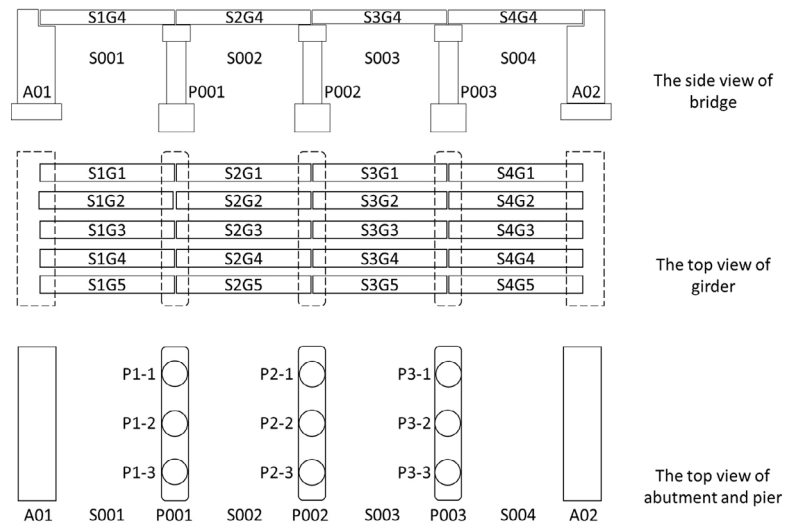 S1G4 S2G4 S3G4 S4G4
S001 S002 S003 S004
A01 P001 P002 P003 A02
The side view of
bridge
S1G1 S2G1 S3G1 S4G1
S1G2 S2G2 S3G2 S4G2
S1G3 S2G3 S3G3 S4G3
S1G4 S2G4 S3G4 S4G4
S1G5 S2G5 S3G5 S4G5
The top view of
girder
P1-1 P2-1 P3-1
P1-2 P2-2 P3-2
P1-3 P2-3 P3-3
The top view of
abutment and pier
A01 S001 P001 S002 P002 S003 P003 S004 A02